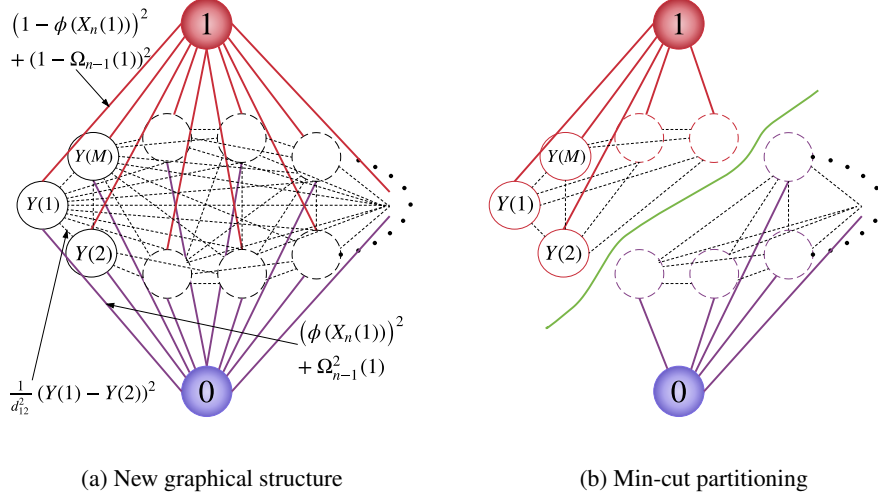 (1 − ϕ (Xₙ(1)))²
+ (1 − Ωₙ₋₁(1))²
1
1
Y(M)
Y(M)
Y(1)
Y(1)
Y(2)
Y(2)
(ϕ (Xₙ(1)))²
+ Ω²ₙ₋₁(1)
0
0
1/d²₁₂ (Y(1) − Y(2))²
(a) New graphical structure
(b) Min-cut partitioning